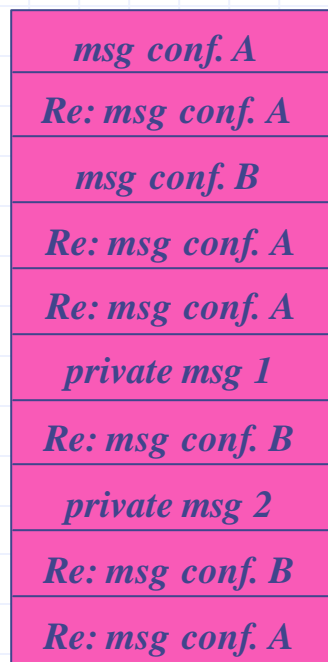 msg conf. A
Re: msg conf. A
msg conf. B
Re: msg conf. A
Re: msg conf. A
private msg 1
Re: msg conf. B
private msg 2
Re: msg conf. B
Re: msg conf. A